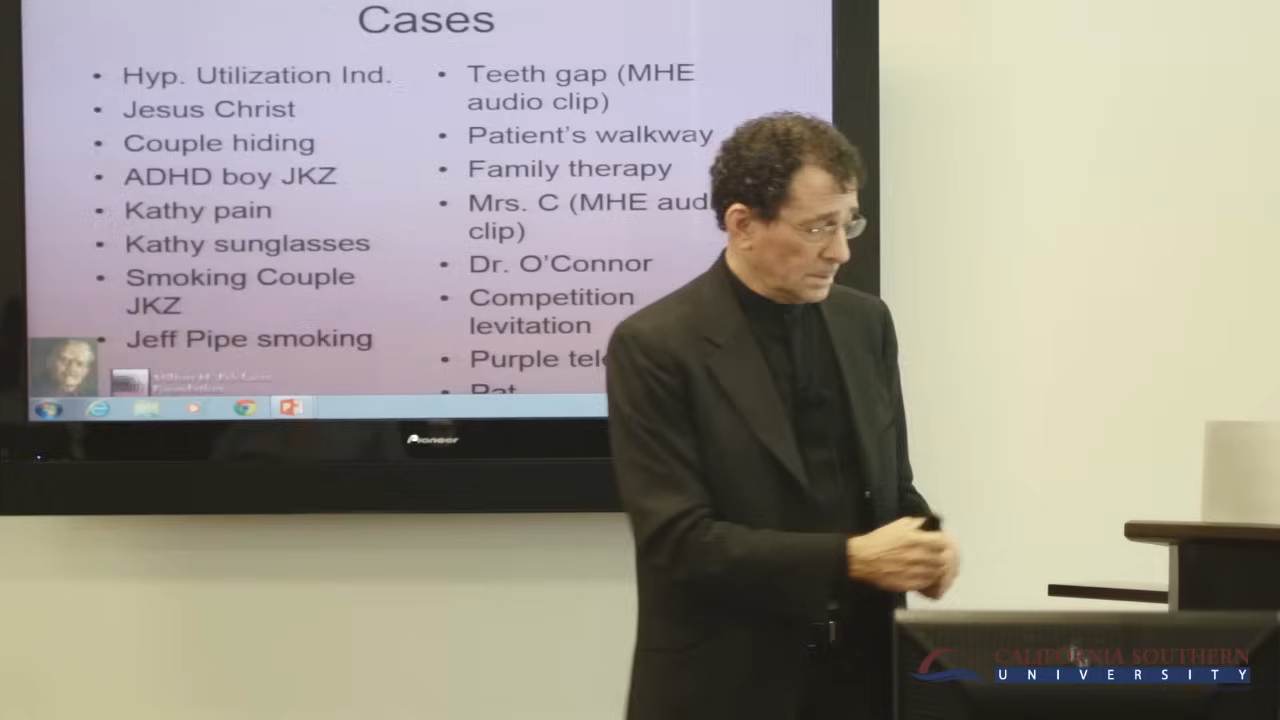 Cases
• Hyp. Utilization Ind.
• Jesus Christ
• Couple hiding
• ADHD boy JKZ
• Kathy pain
• Kathy sunglasses
• Smoking Couple
JKZ
• Jeff Pipe smoking
• Teeth gap (MHE
audio clip)
• Patient's walkway
• Family therapy
• Mrs. C (MHE aud
clip)
• Dr. O'Connor
• Competition
levitation
• Purple tel
• Pat
Pioneer
CALIFORNIA SOUTHERN
UNIVERSITY